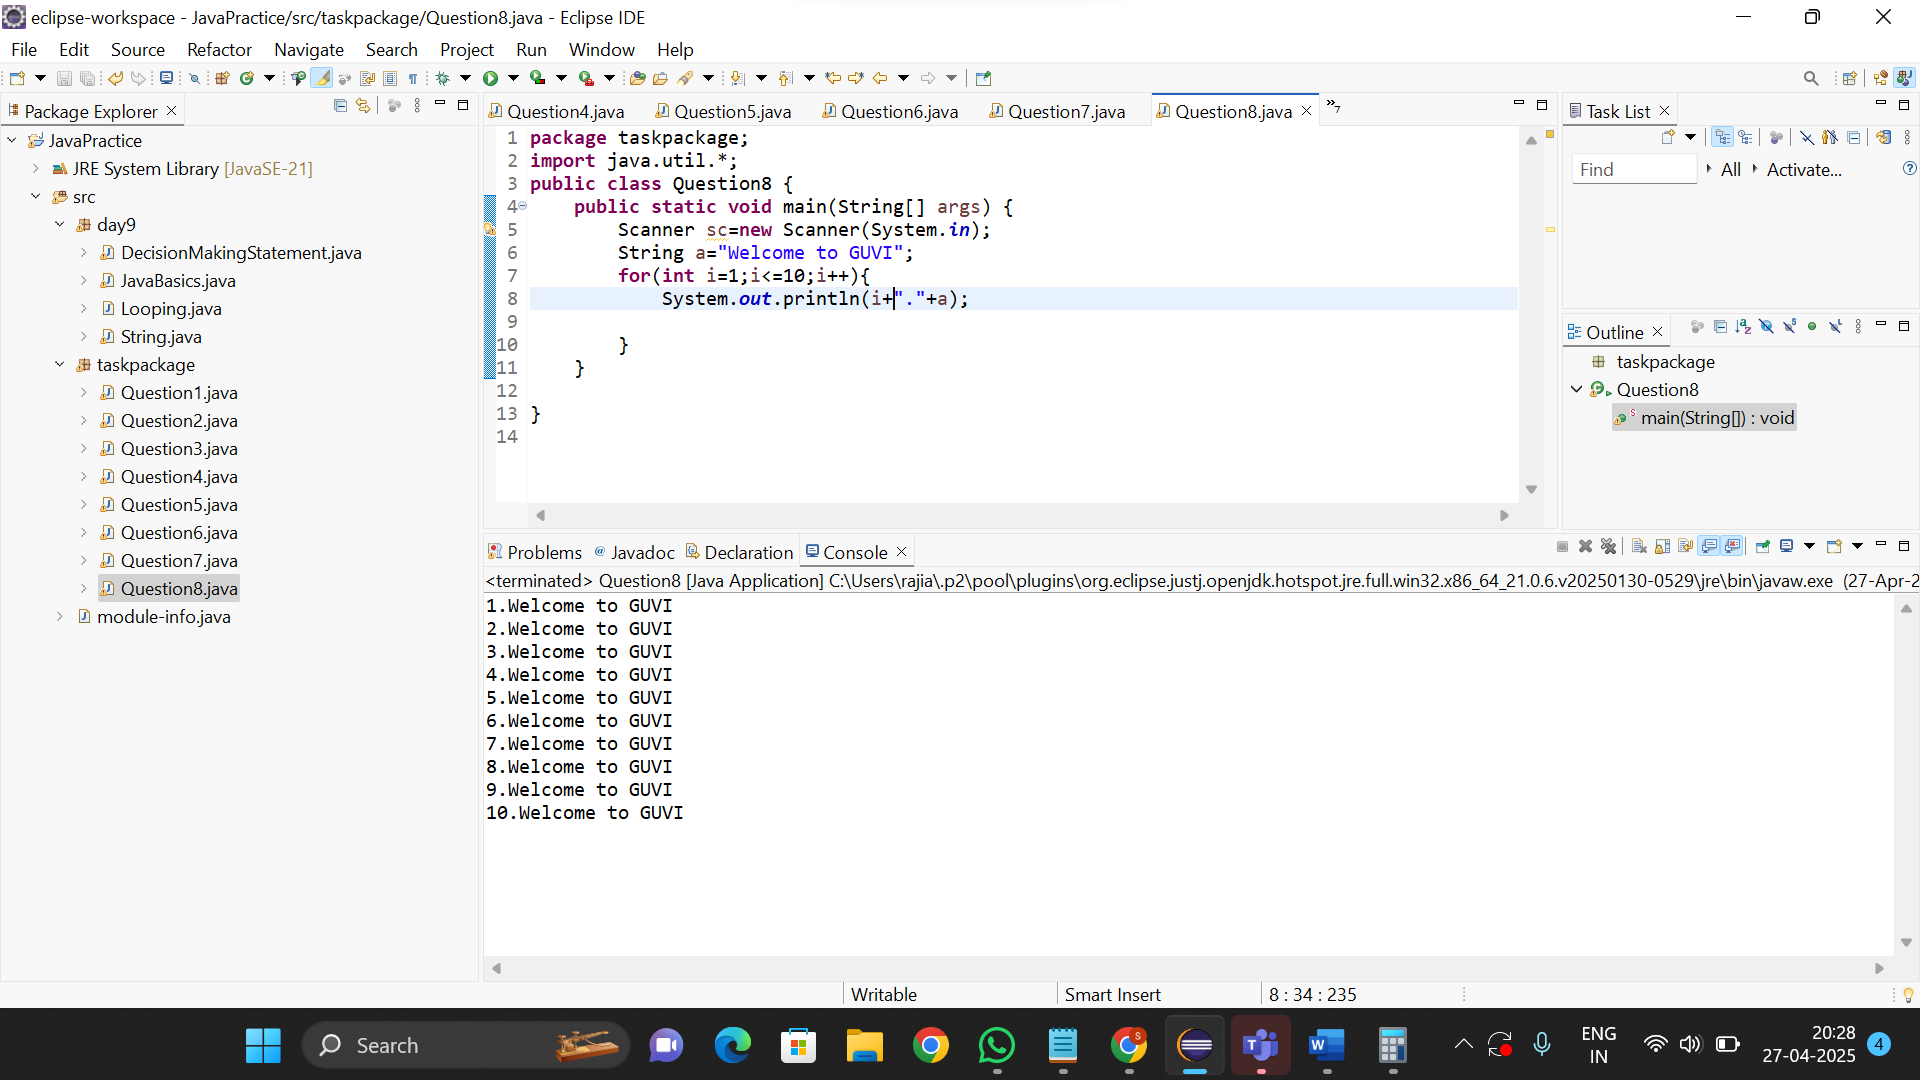 eclipse-workspace - JavaPractice/src/taskpackage/Question8.java - Eclipse IDE
File Edit Source Refactor Navigate Search Project Run Window Help
Package Explorer
JavaPractice
JRE System Library [JavaSE-21]
src
day9
DecisionMakingStatement.java
JavaBasics.java
Looping.java
String.java
taskpackage
Question1.java
Question2.java
Question3.java
Question4.java
Question5.java
Question6.java
Question7.java
Question8.java
module-info.java
Question4.java Question5.java Question6.java Question7.java Question8.java »7
1 package taskpackage;
2 import java.util.*;
3 public class Question8 {
4 public static void main(String[] args) {
5 Scanner sc=new Scanner(System.in);
6 String a="Welcome to GUVI";
7 for(int i=1;i<=10;i++){
8 System.out.println(i+"."+a);
9
10 }
11 }
12
13 }
14
Task List
Find All Activate...
Outline
taskpackage
Question8
main(String[]) : void
Problems Javadoc Declaration Console
<terminated> Question8 [Java Application] C:\Users\rajia\.p2\pool\plugins\org.eclipse.justj.openjdk.hotspot.jre.full.win32.x86_64_21.0.6.v20250130-0529\jre\bin\javaw.exe (27-Apr-2
1.Welcome to GUVI
2.Welcome to GUVI
3.Welcome to GUVI
4.Welcome to GUVI
5.Welcome to GUVI
6.Welcome to GUVI
7.Welcome to GUVI
8.Welcome to GUVI
9.Welcome to GUVI
10.Welcome to GUVI
Writable Smart Insert 8 : 34 : 235
Search
ENG
IN
20:28
27-04-2025
4